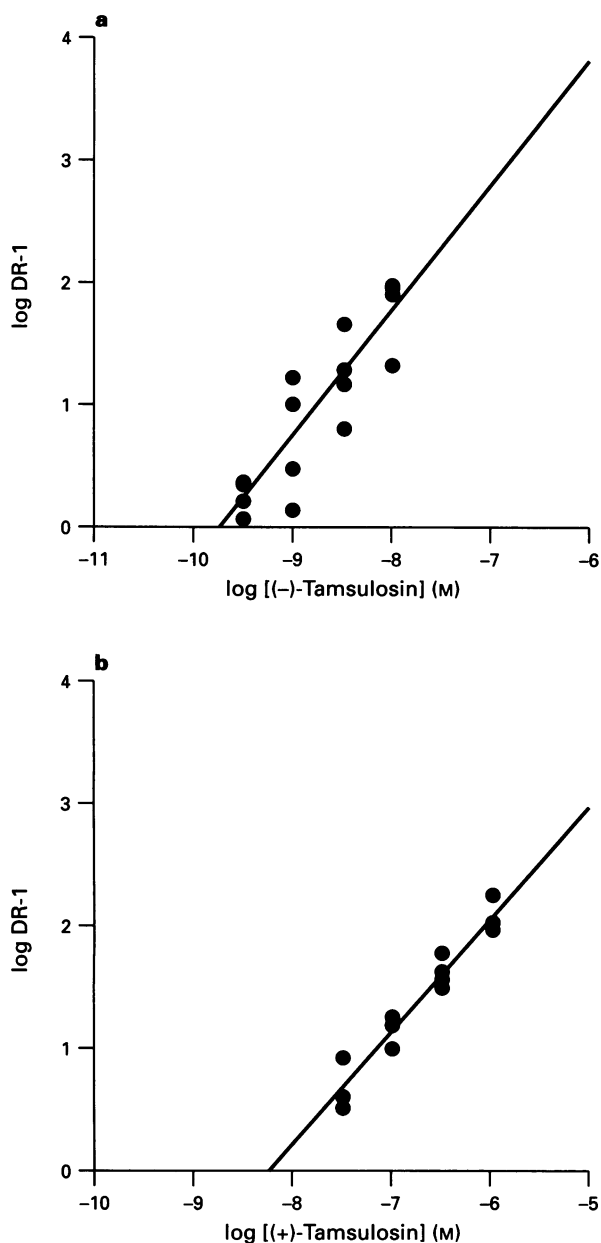 a
4
3
2
1
0
log DR-1
–11 –10 –9 –8 –7 –6
log [(–)-Tamsulosin] (M)
b
4
3
2
1
0
log DR-1
–10 –9 –8 –7 –6 –5
log [(+)-Tamsulosin] (M)